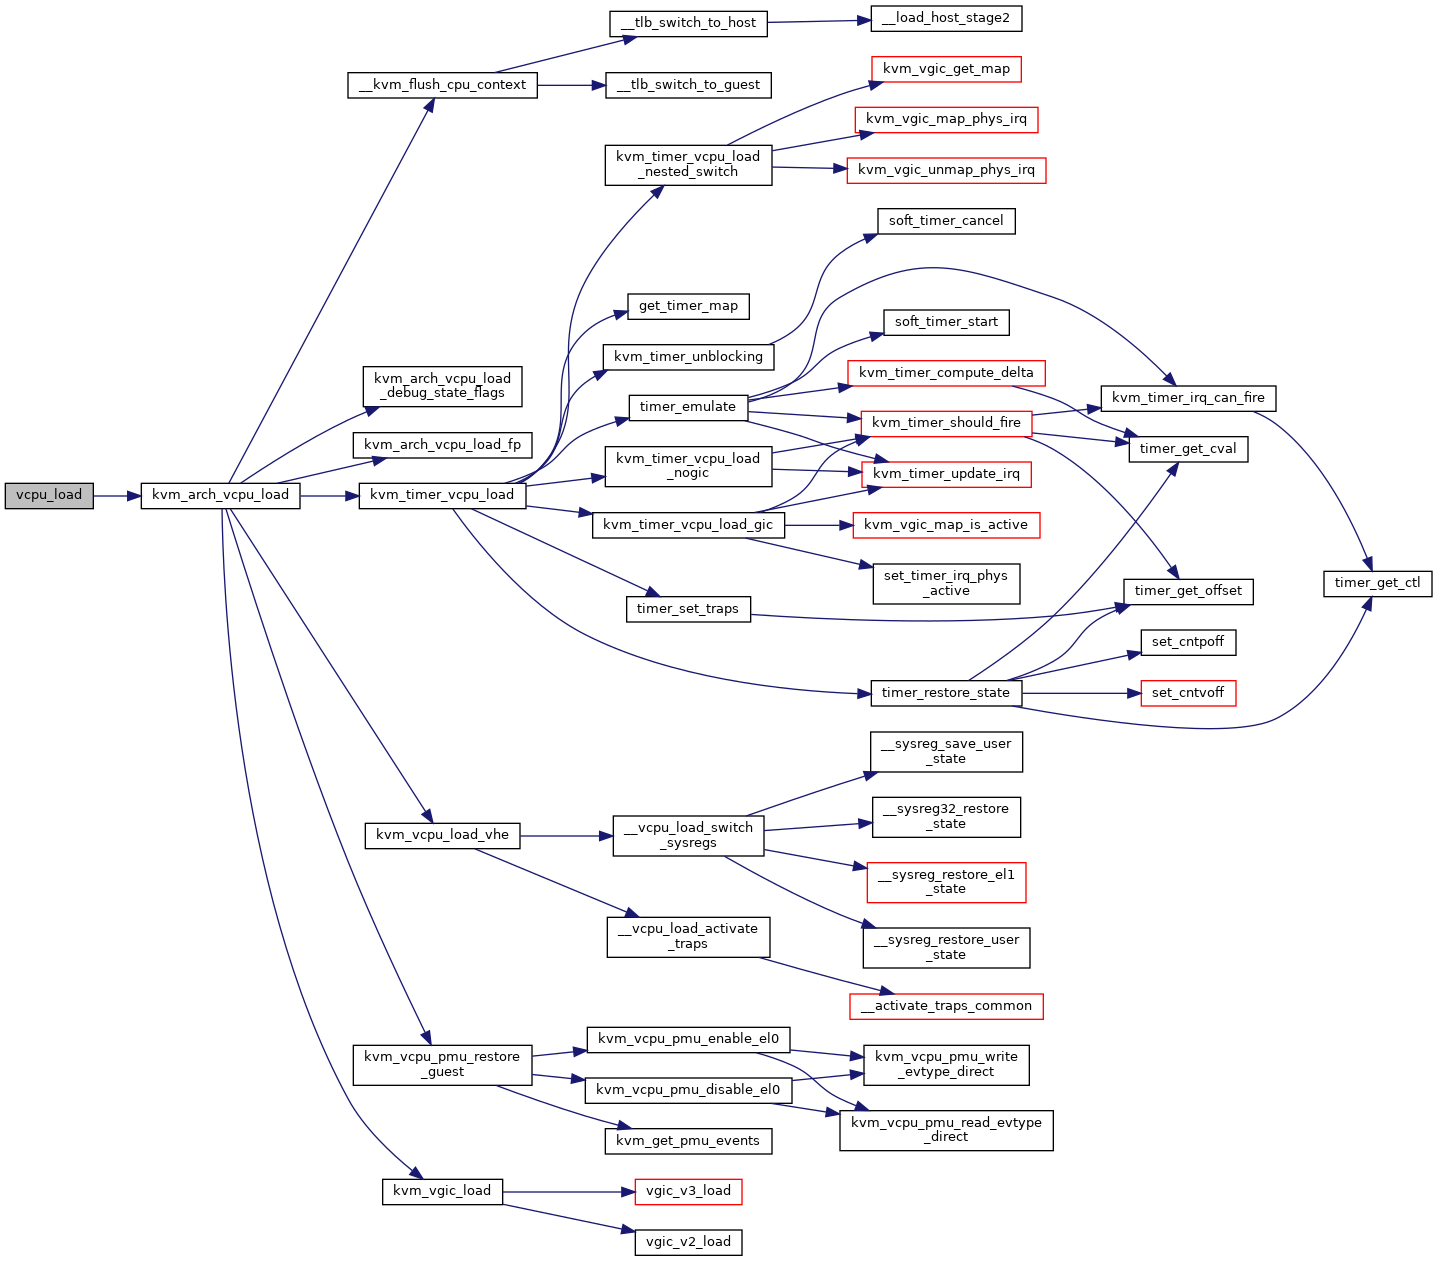 __tlb_switch_to_host
__load_host_stage2
__kvm_flush_cpu_context
__tlb_switch_to_guest
kvm_vgic_get_map
kvm_vgic_map_phys_irq
kvm_timer_vcpu_load
_nested_switch
kvm_vgic_unmap_phys_irq
soft_timer_cancel
get_timer_map
soft_timer_start
kvm_timer_unblocking
kvm_arch_vcpu_load
_debug_state_flags
kvm_timer_compute_delta
timer_emulate
kvm_timer_irq_can_fire
kvm_timer_should_fire
kvm_arch_vcpu_load_fp
timer_get_cval
kvm_timer_vcpu_load
_nogic
kvm_timer_update_irq
vcpu_load
kvm_arch_vcpu_load
kvm_timer_vcpu_load
kvm_timer_vcpu_load_gic
kvm_vgic_map_is_active
set_timer_irq_phys
_active
timer_get_ctl
timer_get_offset
timer_set_traps
set_cntpoff
timer_restore_state
set_cntvoff
__sysreg_save_user
_state
__sysreg32_restore
_state
kvm_vcpu_load_vhe
__vcpu_load_switch
_sysregs
__sysreg_restore_el1
_state
__vcpu_load_activate
_traps
__sysreg_restore_user
_state
__activate_traps_common
kvm_vcpu_pmu_restore
_guest
kvm_vcpu_pmu_enable_el0
kvm_vcpu_pmu_write
_evtype_direct
kvm_vcpu_pmu_disable_el0
kvm_vcpu_pmu_read_evtype
_direct
kvm_get_pmu_events
kvm_vgic_load
vgic_v3_load
vgic_v2_load